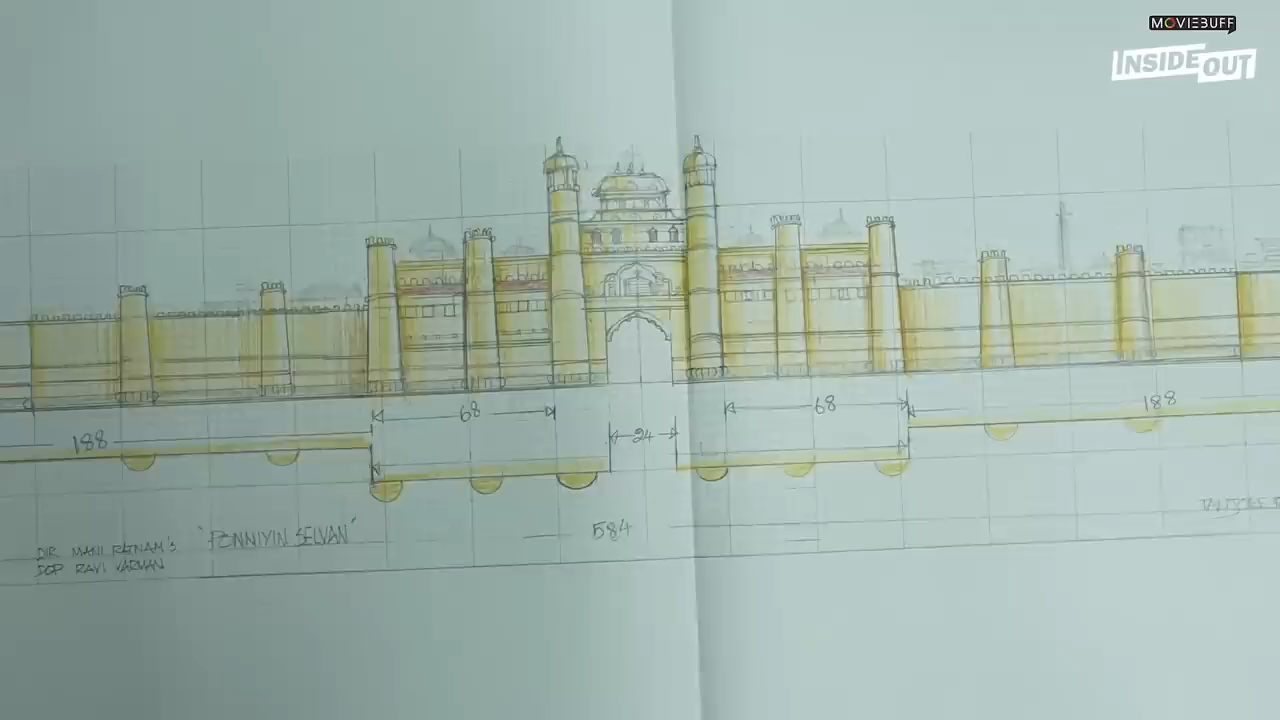 MOVIEBUFF
INSIDE OUT
68
68
188
24
188
584
DIR MANI RATNAM'S "PONNIYIN SELVAN"
DOP RAVI VARMAN